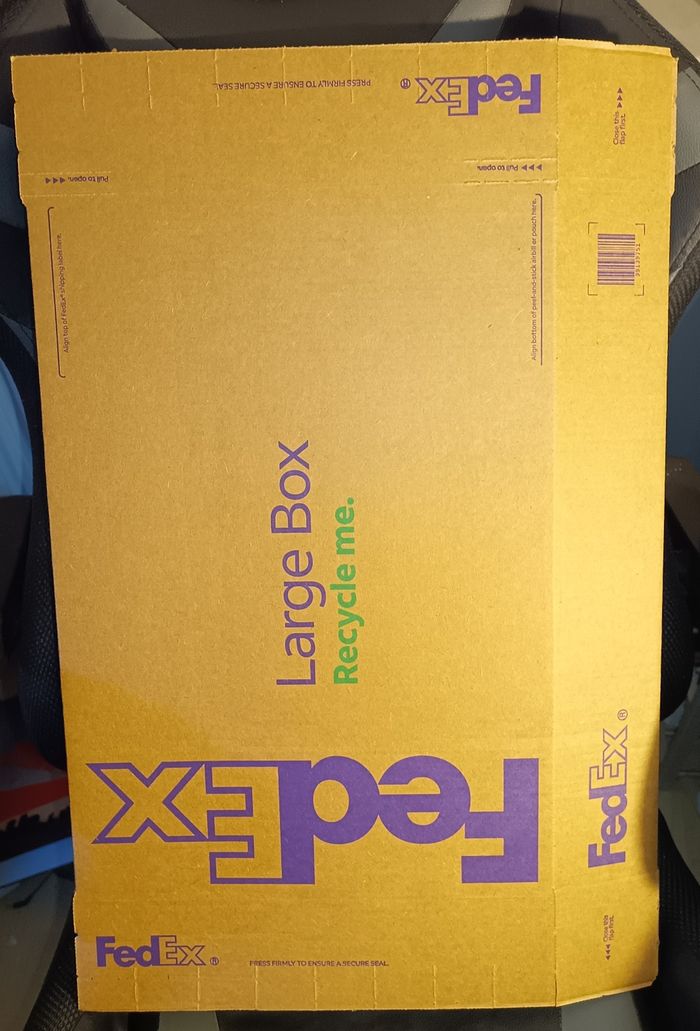 FedEx®
PRESS FIRMLY TO ENSURE A SECURE SEAL
Close this
flap first.
Pull to open.
Pull to open.
Align top of FedEx® shipping label here.
Align bottom of peel-and-stick airbill or pouch here.
Large Box
Recycle me.
FedEx
FedEx®
FedEx®
PRESS FIRMLY TO ENSURE A SECURE SEAL.
Close this
flap first.